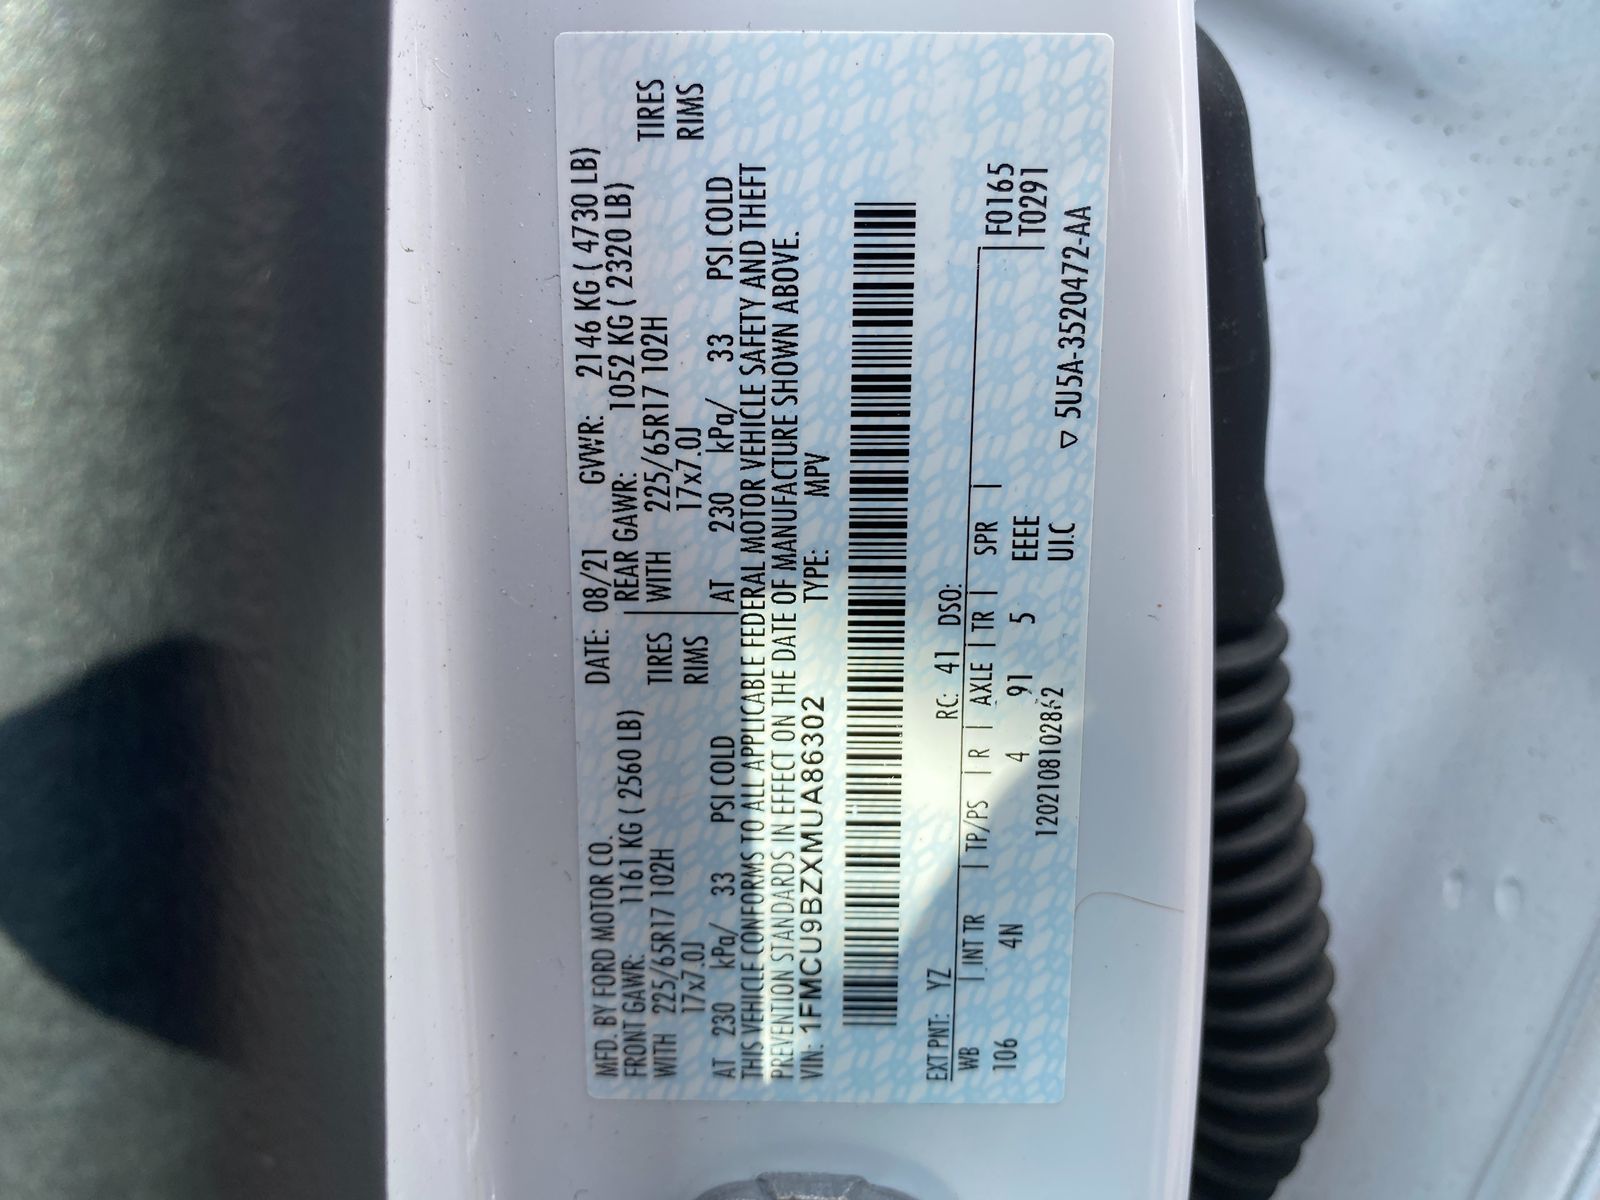 MFD. BY FORD MOTOR CO. DATE: 08/21 GVWR: 2146 KG ( 4730 LB)
FRONT GAWR: 1161 KG ( 2560 LB) REAR GAWR: 1052 KG ( 2320 LB)
WITH 225/65R17 102H TIRES WITH 225/65R17 102H TIRES
17x7.0J RIMS 17x7.0J RIMS
AT 230 kPa/ 33 PSI COLD AT 230 kPa/ 33 PSI COLD
THIS VEHICLE CONFORMS TO ALL APPLICABLE FEDERAL MOTOR VEHICLE SAFETY AND THEFT
PREVENTION STANDARDS IN EFFECT ON THE DATE OF MANUFACTURE SHOWN ABOVE.
VIN: 1FMCU9BZXMUA86302 TYPE: MPV
EXT PNT: YZ RC: 41 DSO:
WB | INT TR | TP/PS | R | AXLE | TR | SPR | F0165
106 4N 4 91 5 EEEE T0291
12021081028 2 UI.C ▽ 5U5A-3520472-AA